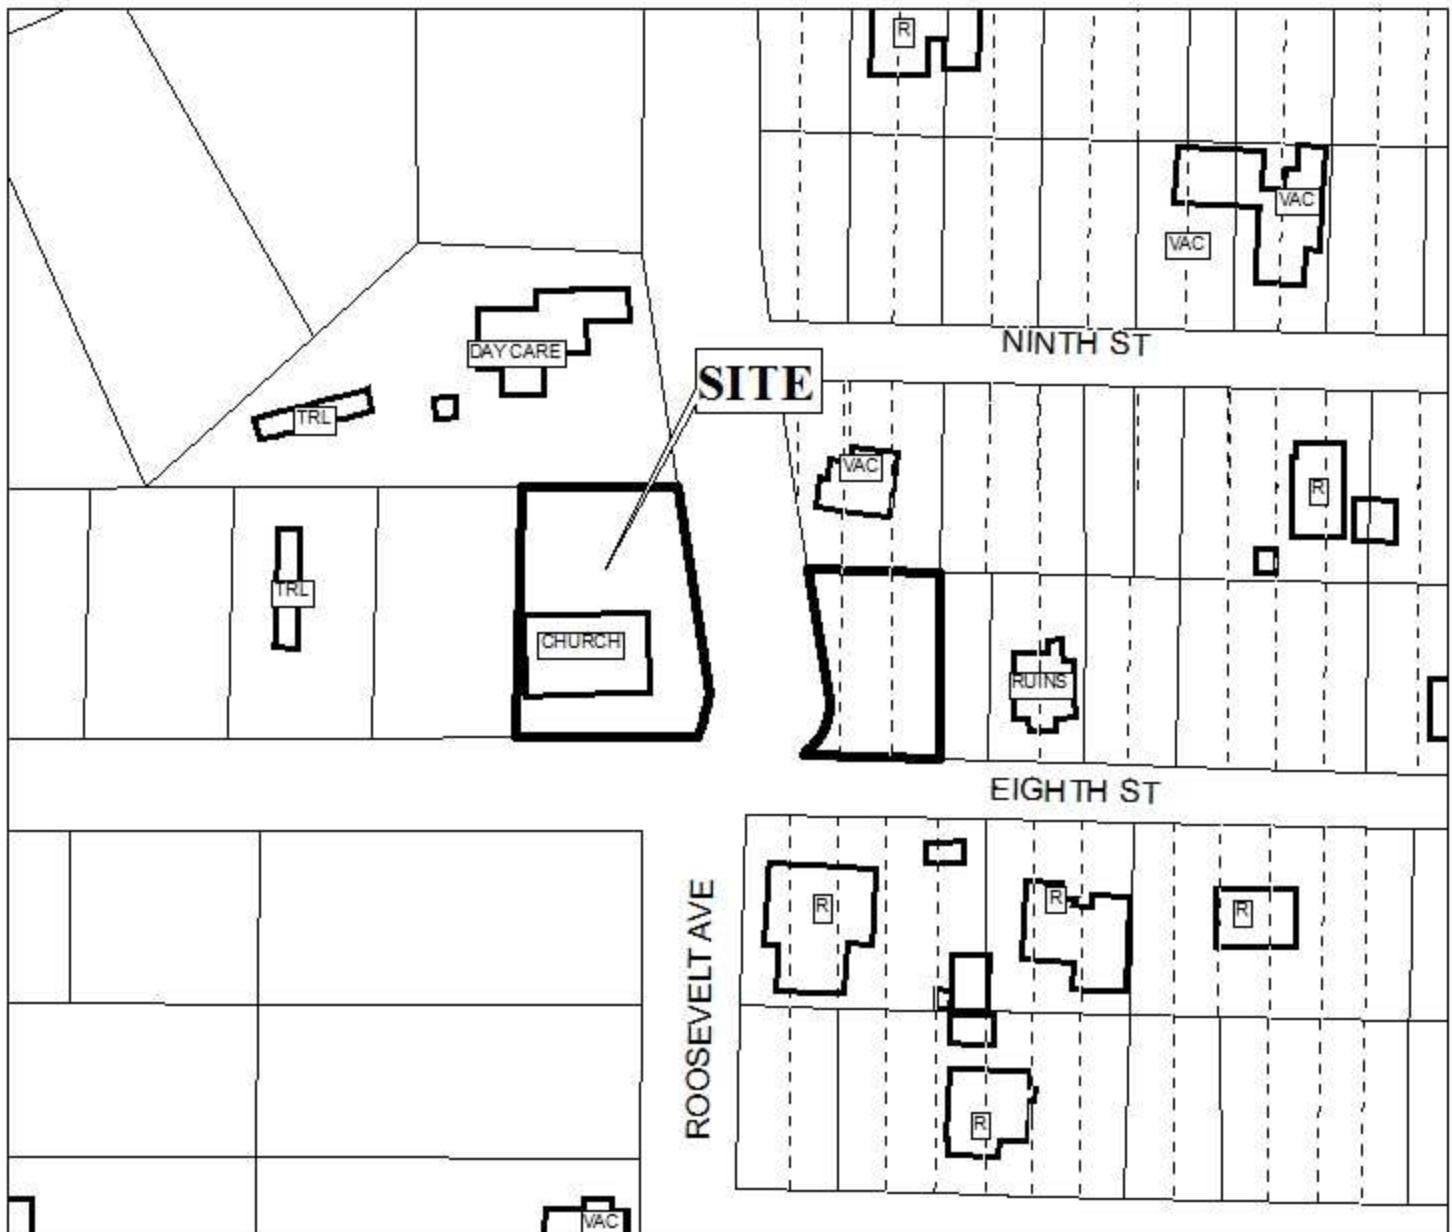 R
VAC
VAC
NINTH ST
DAY CARE
SITE
TRL
VAC
R
TRL
CHURCH
RUINS
EIGHTH ST
R
R
R
ROOSEVELT AVE
R
VAC